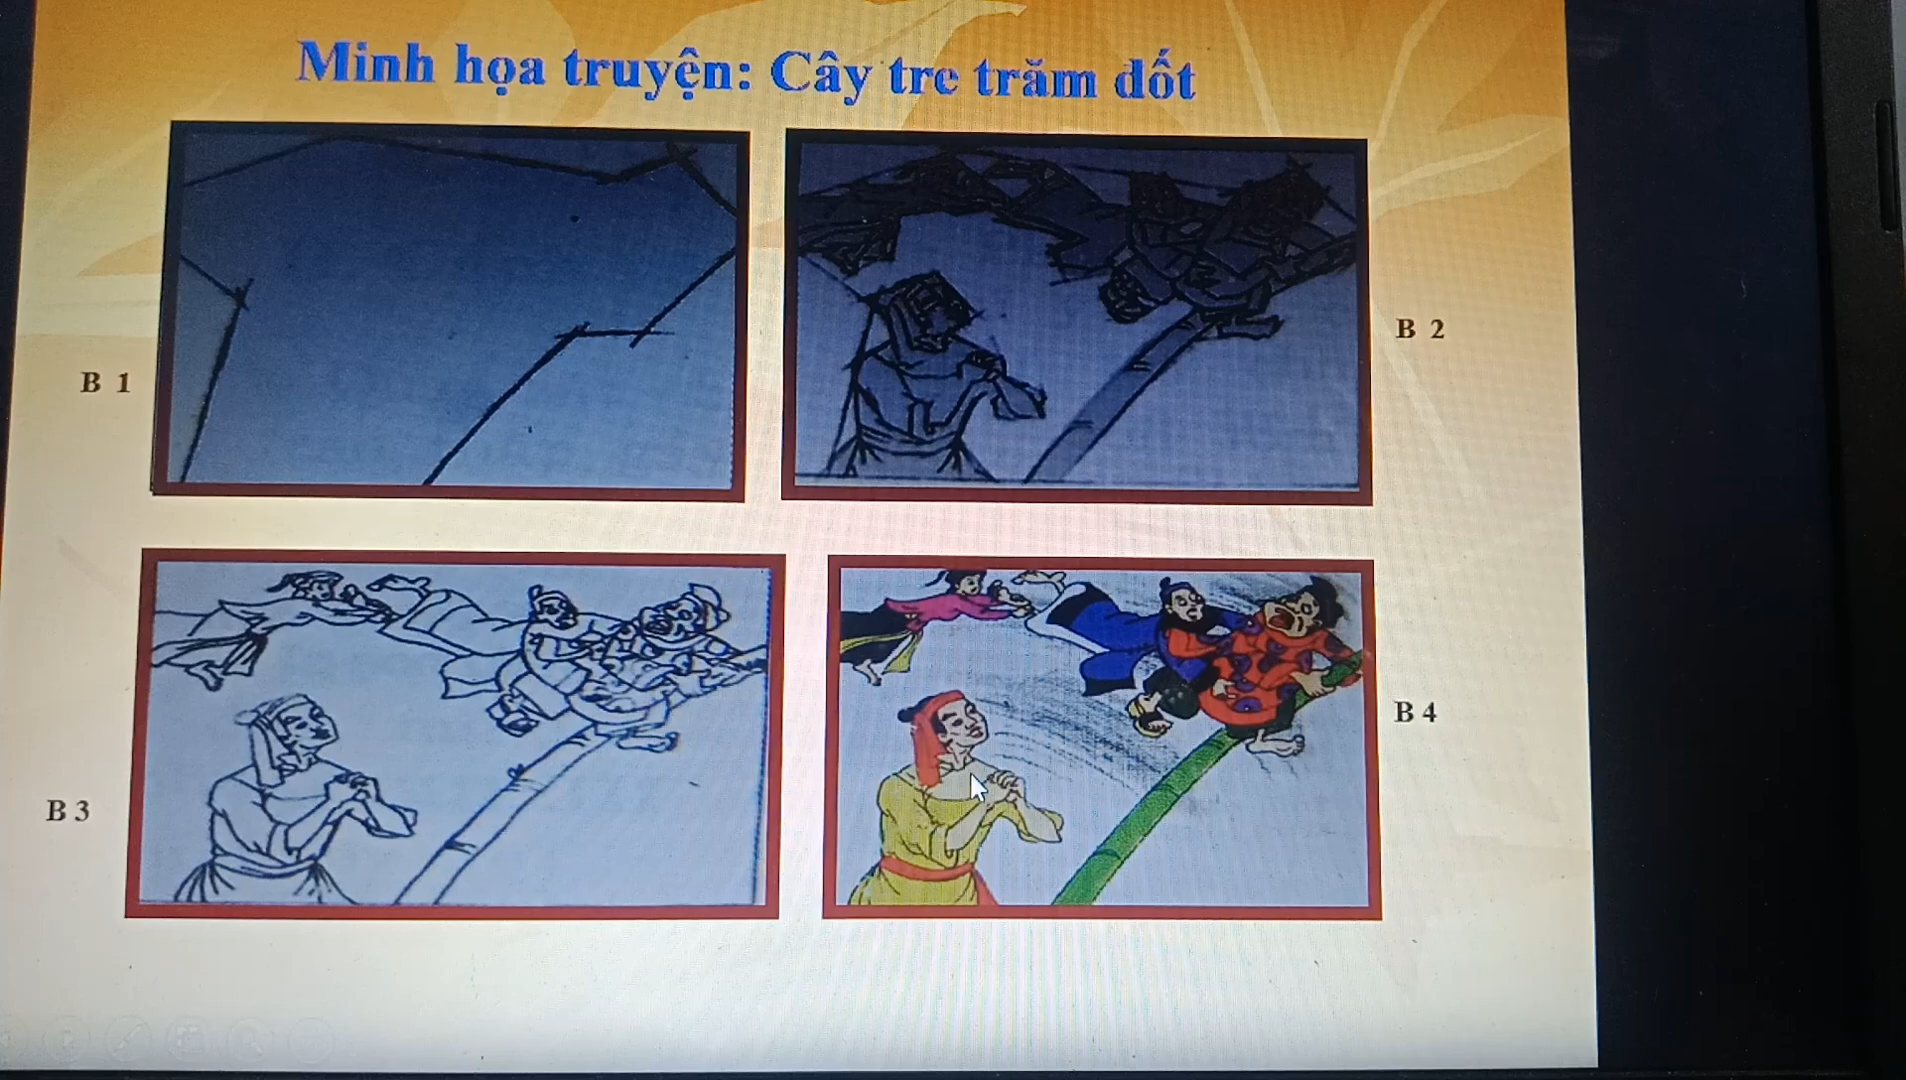 Minh họa truyện: Cây tre trăm đốt
B 1
B 2
B 3
B 4